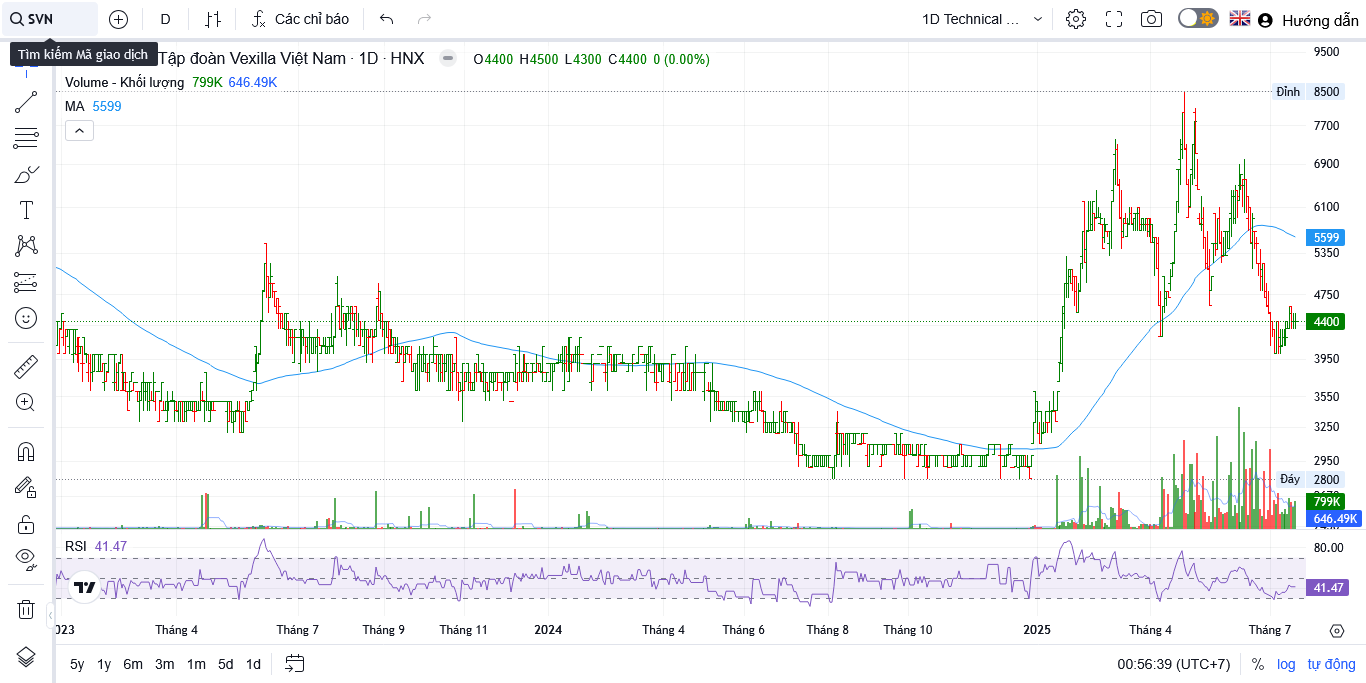 SVN
D
Các chỉ báo
1D Technical ...
Hướng dẫn
Tìm kiếm Mã giao dịch
Tập đoàn Vexilla Việt Nam · 1D · HNX
O4400 H4500 L4300 C4400 0 (0.00%)
Volume - Khối lượng 799K 646.49K
MA 5599
9500
Đỉnh 8500
7700
6900
6100
5599
5350
4750
4400
3950
3550
3250
2950
Đáy 2800
799K
646.49K
RSI 41.47
80.00
41.47
023 Tháng 4 Tháng 7 Tháng 9 Tháng 11 2024 Tháng 4 Tháng 6 Tháng 8 Tháng 10 2025 Tháng 4 Tháng 7
5y 1y 6m 3m 1m 5d 1d
00:56:39 (UTC+7) % log tự động